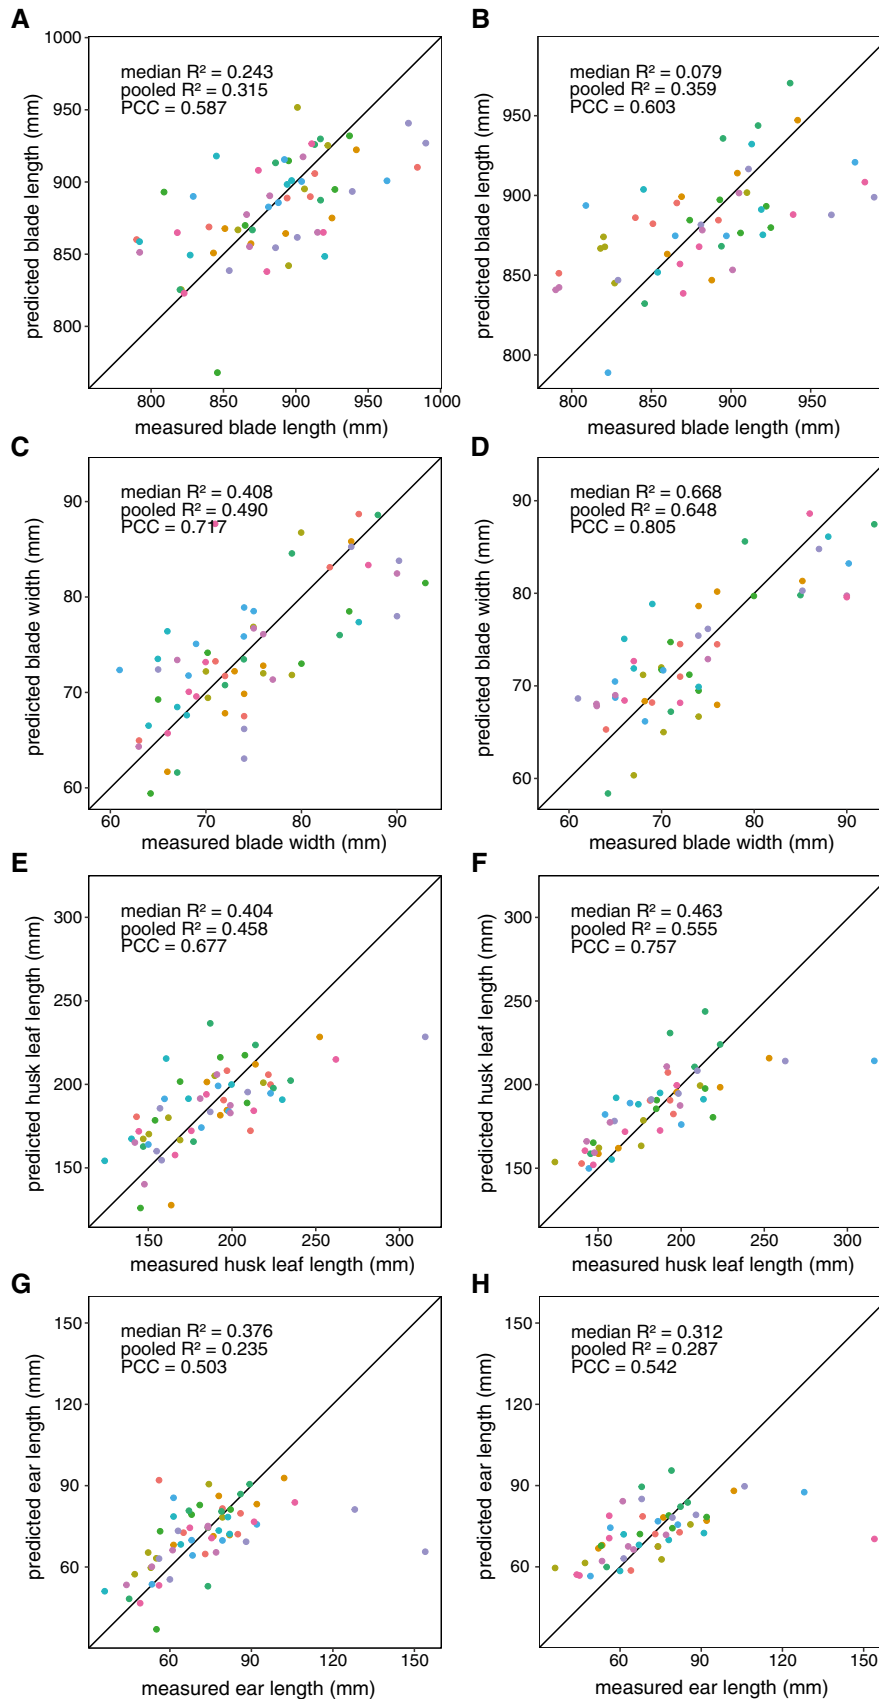 A
median R² = 0.243
pooled R² = 0.315
PCC = 0.587
predicted blade length (mm)
1000
950
900
850
800
800
850
900
950
1000
measured blade length (mm)
B
median R² = 0.079
pooled R² = 0.359
PCC = 0.603
predicted blade length (mm)
950
900
850
800
800
850
900
950
measured blade length (mm)
C
median R² = 0.408
pooled R² = 0.490
PCC = 0.717
predicted blade width (mm)
90
80
70
60
60
70
80
90
measured blade width (mm)
D
median R² = 0.668
pooled R² = 0.648
PCC = 0.805
predicted blade width (mm)
90
80
70
60
60
70
80
90
measured blade width (mm)
E
median R² = 0.404
pooled R² = 0.458
PCC = 0.677
predicted husk leaf length (mm)
300
250
200
150
150
200
250
300
measured husk leaf length (mm)
F
median R² = 0.463
pooled R² = 0.555
PCC = 0.757
predicted husk leaf length (mm)
300
250
200
150
150
200
250
300
measured husk leaf length (mm)
G
median R² = 0.376
pooled R² = 0.235
PCC = 0.503
predicted ear length (mm)
150
120
90
60
60
90
120
150
measured ear length (mm)
H
median R² = 0.312
pooled R² = 0.287
PCC = 0.542
predicted ear length (mm)
150
120
90
60
60
90
120
150
measured ear length (mm)